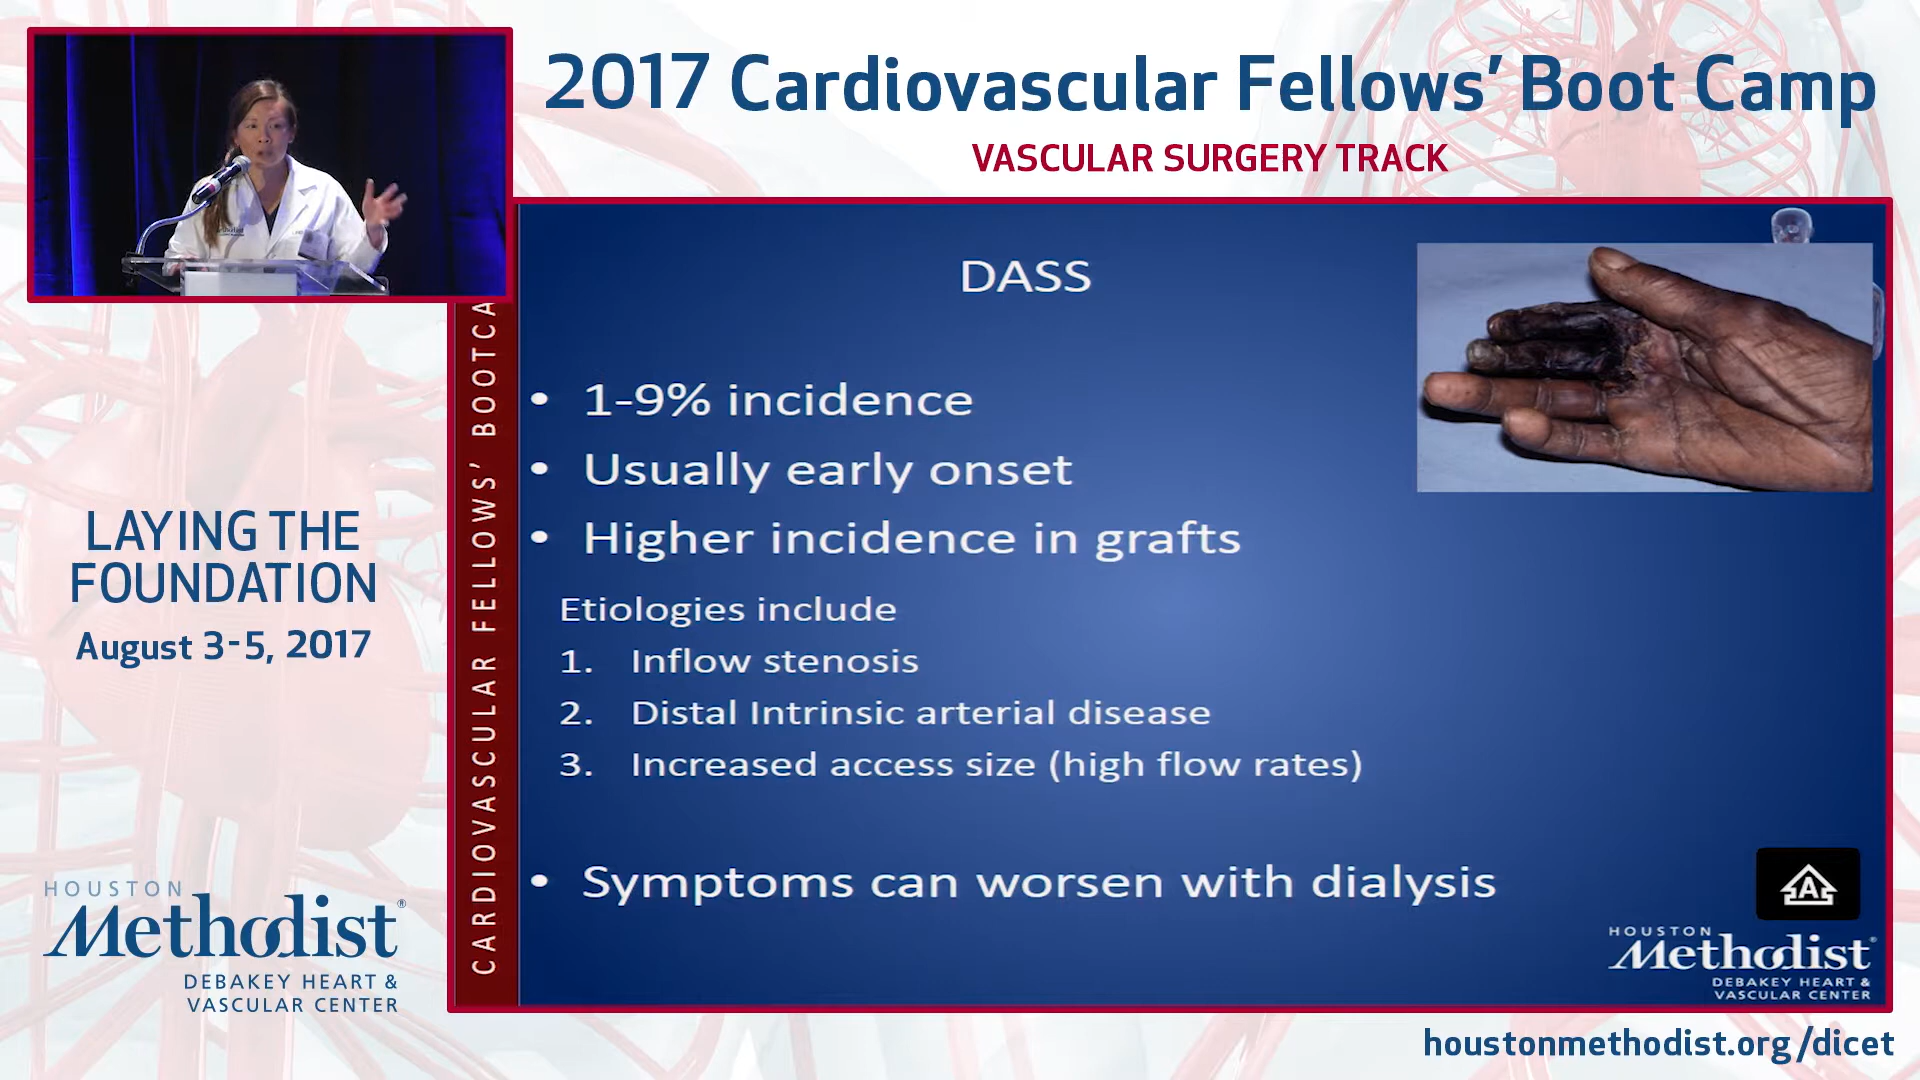 2017 Cardiovascular Fellows’ Boot Camp
VASCULAR SURGERY TRACK
LAYING THE
FOUNDATION
August 3-5, 2017
HOUSTON
Methodist®
DEBAKEY HEART &
VASCULAR CENTER
CARDIOVASCULAR FELLOWS’ BOOTCA
DASS
• 1-9% incidence
• Usually early onset
• Higher incidence in grafts
Etiologies include
1. Inflow stenosis
2. Distal Intrinsic arterial disease
3. Increased access size (high flow rates)
• Symptoms can worsen with dialysis
A
HOUSTON
Methodist®
DEBAKEY HEART &
VASCULAR CENTER
houstonmethodist.org/dicet